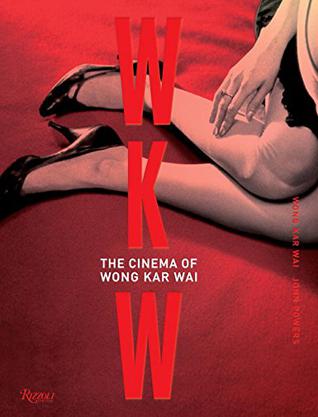 W
K
W
THE CINEMA OF
WONG KAR WAI
WONG KAR WAI JOHN POWERS
RIZZOLI